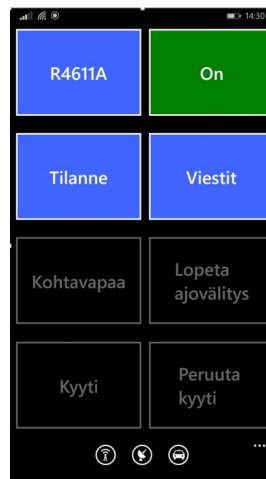 14:30
R4611A
On
Tilanne
Viestit
Kohtavapaa
Lopeta
ajovälitys
Kyyti
Peruuta
kyyti